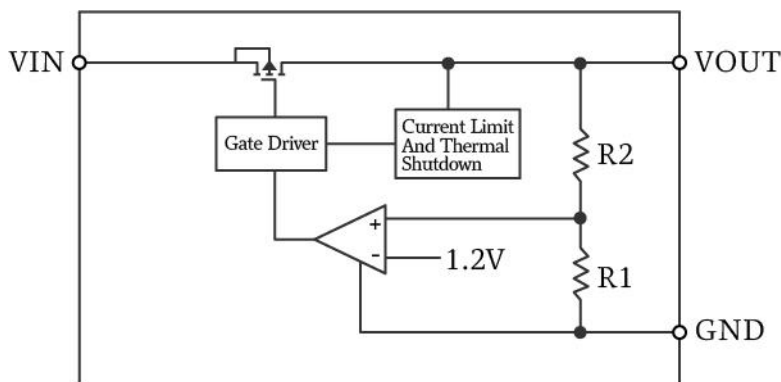 VIN
VOUT
Gate Driver
Current Limit
And Thermal
Shutdown
R2
+
-
1.2V
R1
GND